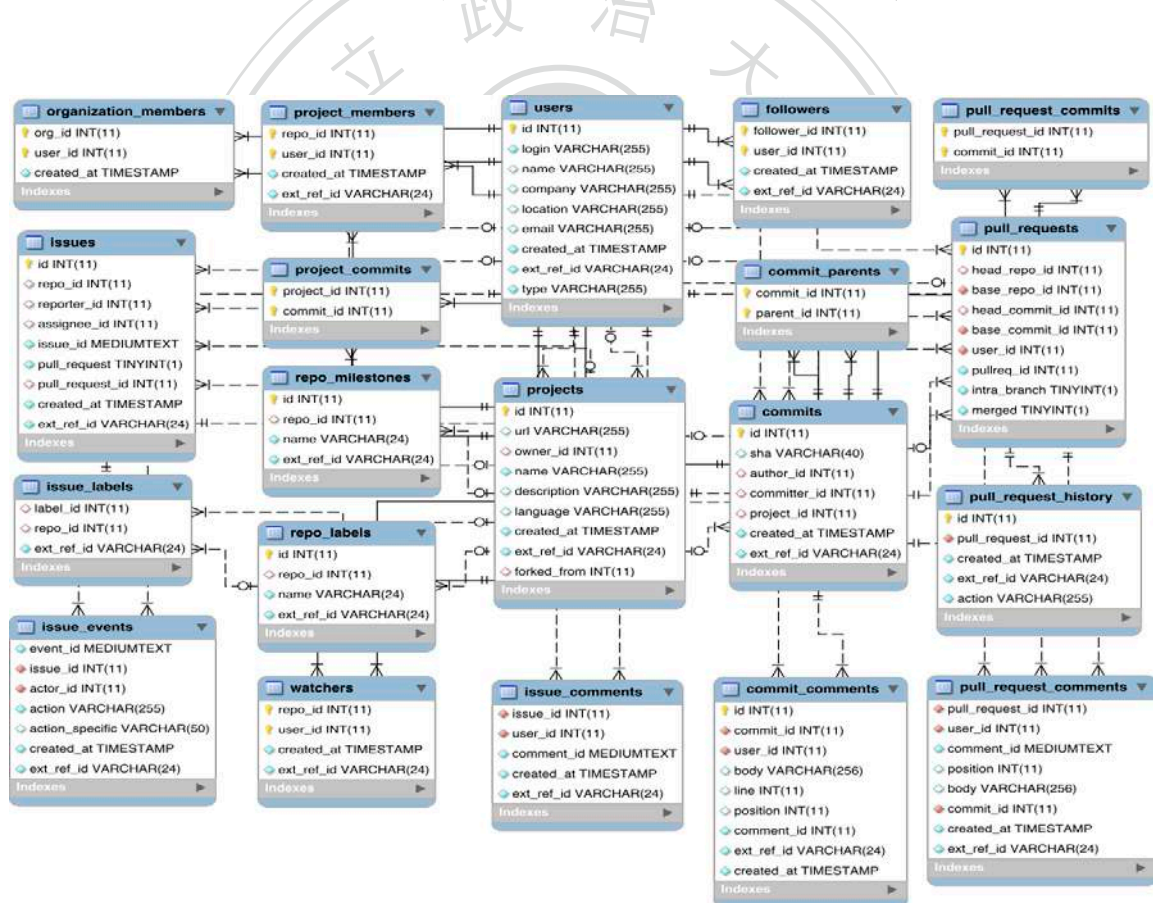 立 政 治 大
organization_members
org_id INT(11)
user_id INT(11)
created_at TIMESTAMP
Indexes
project_members
repo_id INT(11)
user_id INT(11)
created_at TIMESTAMP
ext_ref_id VARCHAR(24)
Indexes
users
id INT(11)
login VARCHAR(255)
name VARCHAR(255)
company VARCHAR(255)
location VARCHAR(255)
email VARCHAR(255)
created_at TIMESTAMP
ext_ref_id VARCHAR(24)
type VARCHAR(255)
Indexes
followers
follower_id INT(11)
user_id INT(11)
created_at TIMESTAMP
ext_ref_id VARCHAR(24)
Indexes
pull_request_commits
pull_request_id INT(11)
commit_id INT(11)
Indexes
issues
id INT(11)
repo_id INT(11)
reporter_id INT(11)
assignee_id INT(11)
issue_id MEDIUMTEXT
pull_request TINYINT(1)
pull_request_id INT(11)
created_at TIMESTAMP
ext_ref_id VARCHAR(24)
Indexes
project_commits
project_id INT(11)
commit_id INT(11)
Indexes
commit_parents
commit_id INT(11)
parent_id INT(11)
Indexes
pull_requests
id INT(11)
head_repo_id INT(11)
base_repo_id INT(11)
head_commit_id INT(11)
base_commit_id INT(11)
user_id INT(11)
pullreq_id INT(11)
intra_branch TINYINT(1)
merged TINYINT(1)
Indexes
repo_milestones
id INT(11)
repo_id INT(11)
name VARCHAR(24)
ext_ref_id VARCHAR(24)
Indexes
projects
id INT(11)
url VARCHAR(255)
owner_id INT(11)
name VARCHAR(255)
description VARCHAR(255)
language VARCHAR(255)
created_at TIMESTAMP
ext_ref_id VARCHAR(24)
forked_from INT(11)
Indexes
commits
id INT(11)
sha VARCHAR(40)
author_id INT(11)
committer_id INT(11)
project_id INT(11)
created_at TIMESTAMP
ext_ref_id VARCHAR(24)
Indexes
issue_labels
label_id INT(11)
repo_id INT(11)
ext_ref_id VARCHAR(24)
Indexes
repo_labels
id INT(11)
repo_id INT(11)
name VARCHAR(24)
ext_ref_id VARCHAR(24)
Indexes
pull_request_history
id INT(11)
pull_request_id INT(11)
created_at TIMESTAMP
ext_ref_id VARCHAR(24)
action VARCHAR(255)
Indexes
issue_events
event_id MEDIUMTEXT
issue_id INT(11)
actor_id INT(11)
action VARCHAR(255)
action_specific VARCHAR(50)
created_at TIMESTAMP
ext_ref_id VARCHAR(24)
Indexes
watchers
repo_id INT(11)
user_id INT(11)
created_at TIMESTAMP
ext_ref_id VARCHAR(24)
Indexes
issue_comments
issue_id INT(11)
user_id INT(11)
comment_id MEDIUMTEXT
created_at TIMESTAMP
ext_ref_id VARCHAR(24)
Indexes
commit_comments
id INT(11)
commit_id INT(11)
user_id INT(11)
body VARCHAR(256)
line INT(11)
position INT(11)
comment_id INT(11)
ext_ref_id VARCHAR(24)
created_at TIMESTAMP
Indexes
pull_request_comments
pull_request_id INT(11)
user_id INT(11)
comment_id MEDIUMTEXT
position INT(11)
body VARCHAR(256)
commit_id INT(11)
created_at TIMESTAMP
ext_ref_id VARCHAR(24)
Indexes